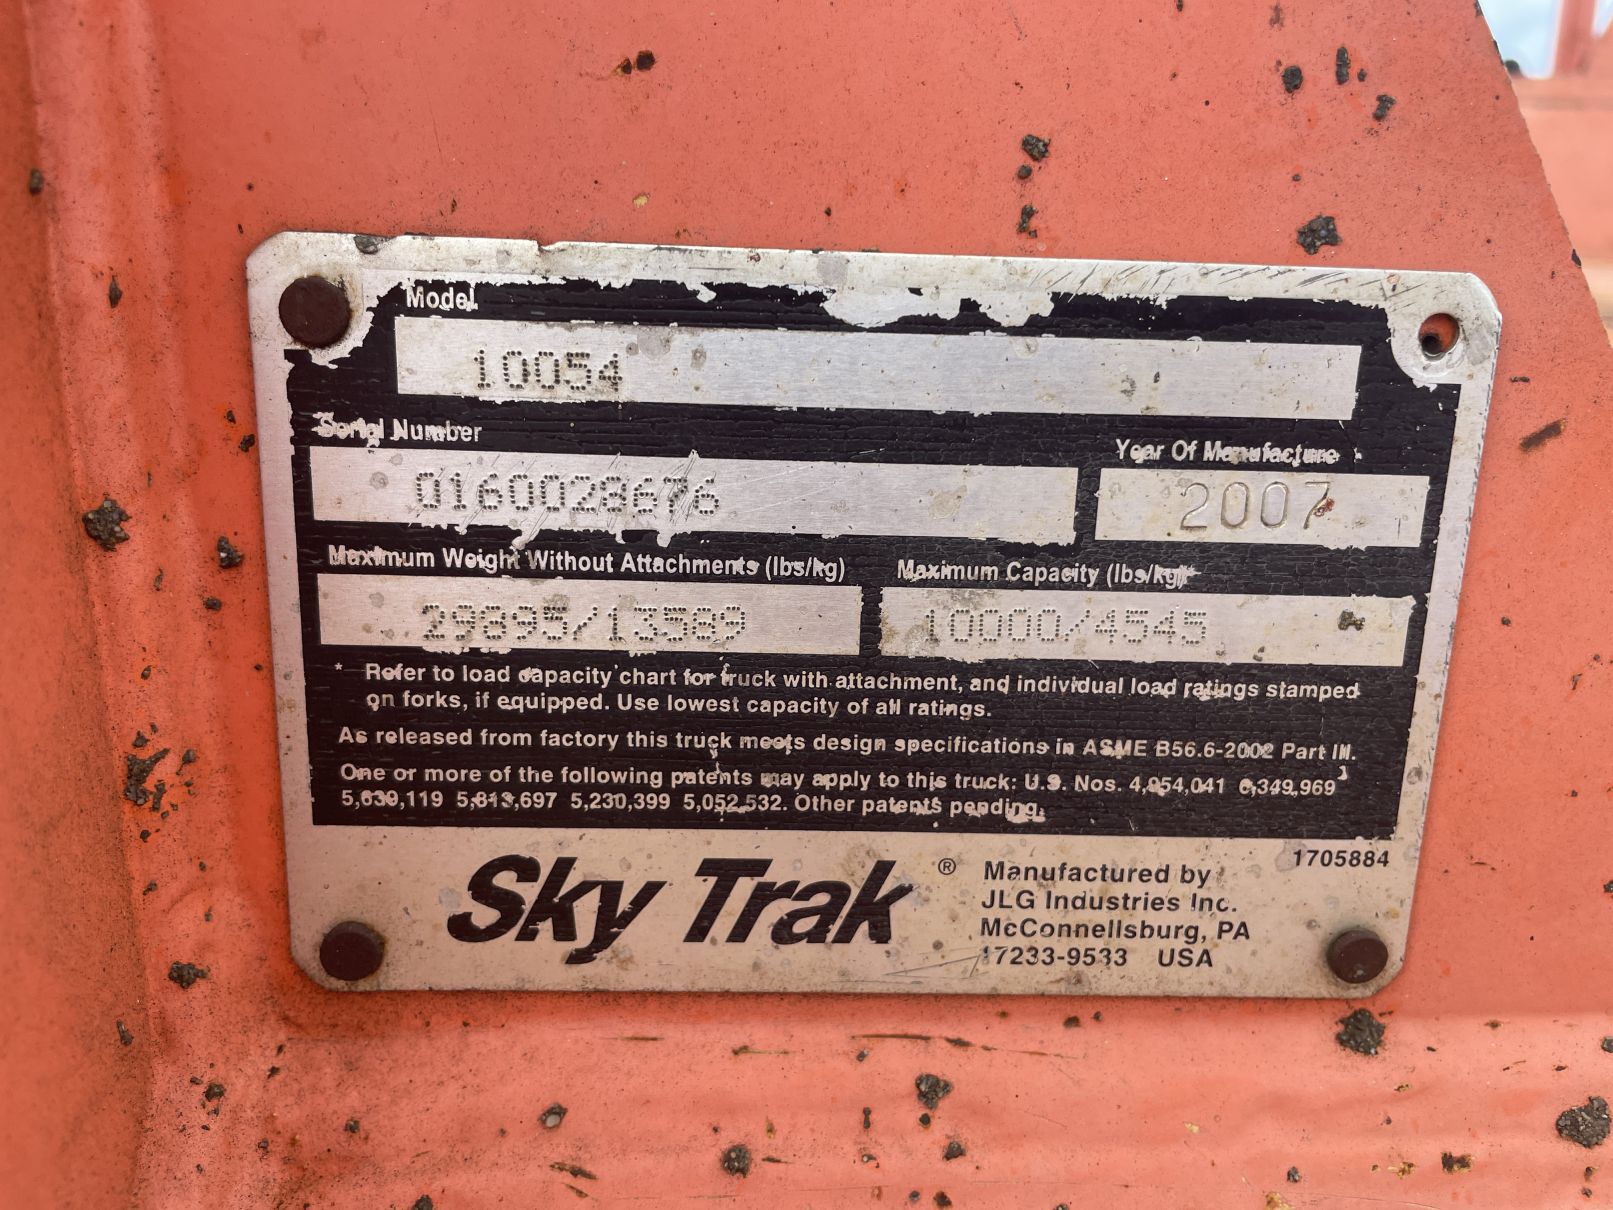 Model
10054
Serial Number
0160028676
Year Of Manufacture
2007
Maximum Weight Without Attachments (lbs/kg)
29895/13589
Maximum Capacity (lbs/kg)*
10000/4545
* Refer to load capacity chart for truck with attachment, and individual load ratings stamped
on forks, if equipped. Use lowest capacity of all ratings.
As released from factory this truck meets design specifications in ASME B56.6-2002 Part III.
One or more of the following patents may apply to this truck: U.S. Nos. 4,954,041 6,349,969
5,639,119 5,813,697 5,230,399 5,052,532. Other patents pending.
1705884
Sky Trak ®
Manufactured by
JLG Industries Inc.
McConnellsburg, PA
17233-9533 USA